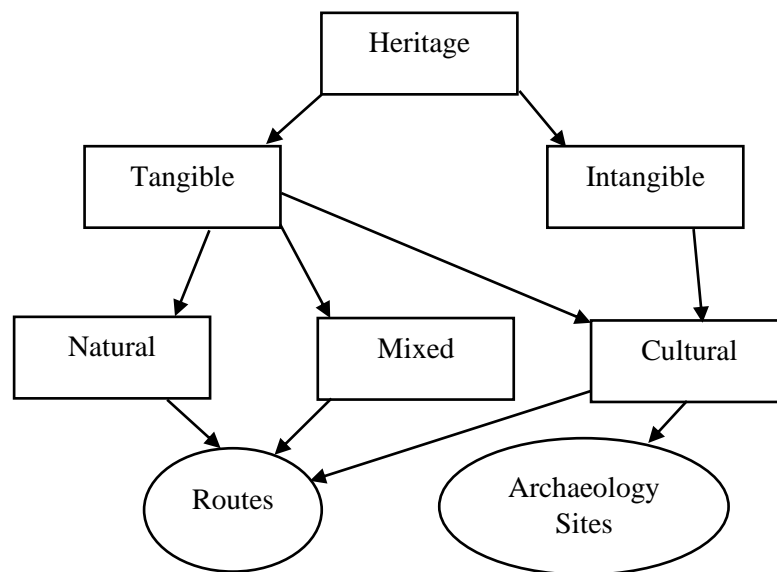 Heritage
Tangible
Intangible
Natural
Mixed
Cultural
Routes
Archaeology
Sites